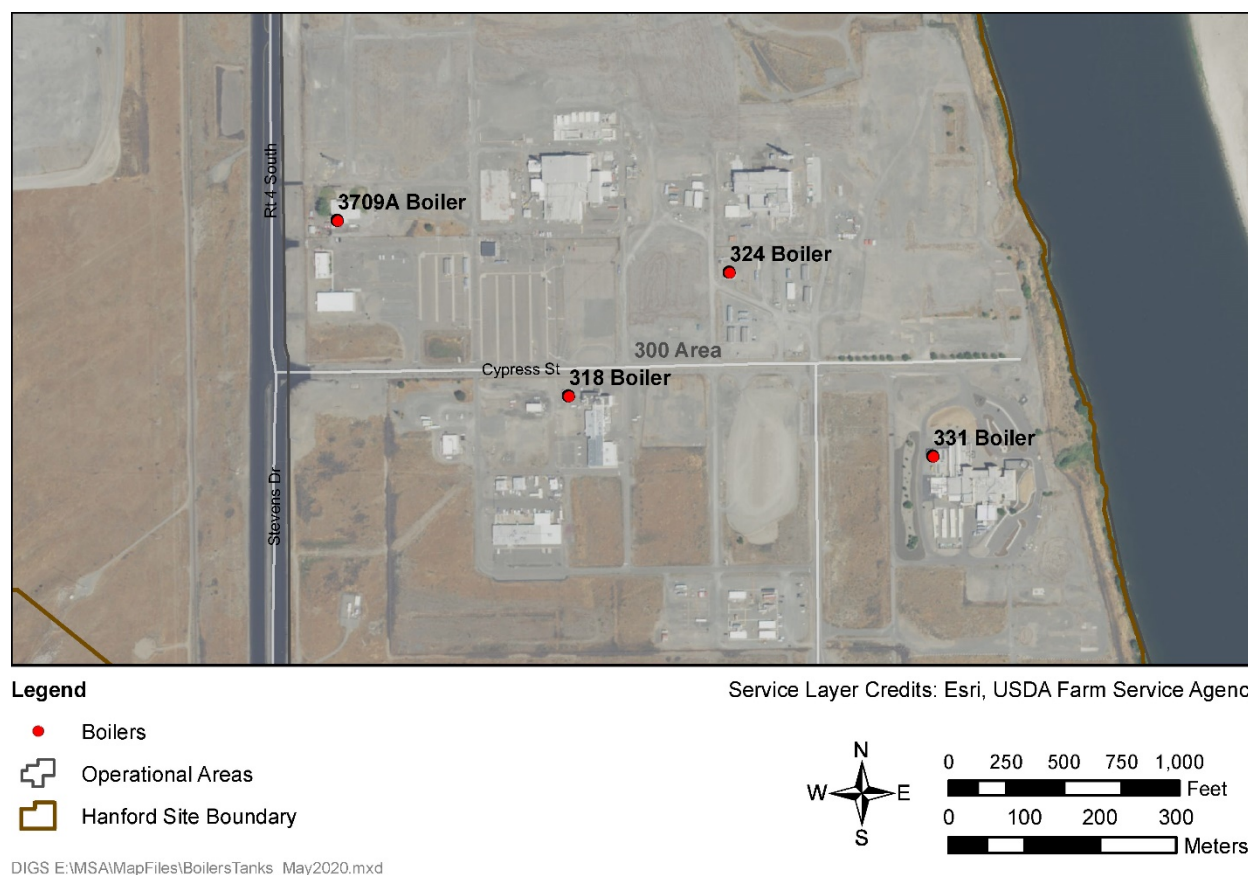 3709A Boiler
Rt 4 South
324 Boiler
300 Area
Cypress St
318 Boiler
331 Boiler
Stevens Dr
Legend
Service Layer Credits: Esri, USDA Farm Service Agenc
Boilers
Operational Areas
Hanford Site Boundary
N
W E
S
0 250 500 750 1,000
Feet
0 100 200 300
Meters
DIGS E:\MSA\MapFiles\BoilersTanks_May2020.mxd